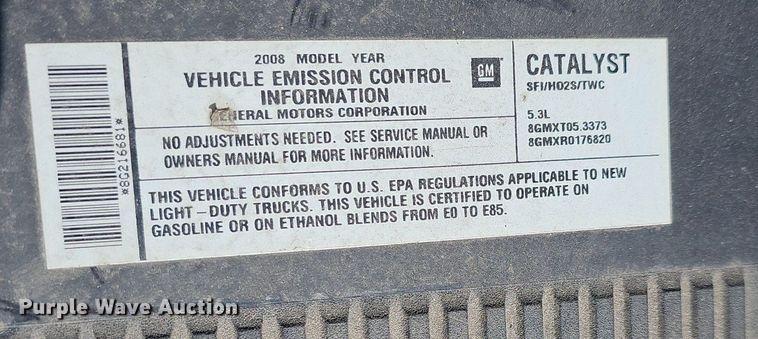 2008 MODEL YEAR
VEHICLE EMISSION CONTROL
INFORMATION
GENERAL MOTORS CORPORATION
GM
NO ADJUSTMENTS NEEDED. SEE SERVICE MANUAL OR
OWNERS MANUAL FOR MORE INFORMATION.
CATALYST
SFI/HO2S/TWC
5.3L
8GMXT05.3373
8GMXR0176820
THIS VEHICLE CONFORMS TO U.S. EPA REGULATIONS APPLICABLE TO NEW
LIGHT-DUTY TRUCKS. THIS VEHICLE IS CERTIFIED TO OPERATE ON
GASOLINE OR ON ETHANOL BLENDS FROM E0 TO E85.
*8G216681*
Purple Wave Auction